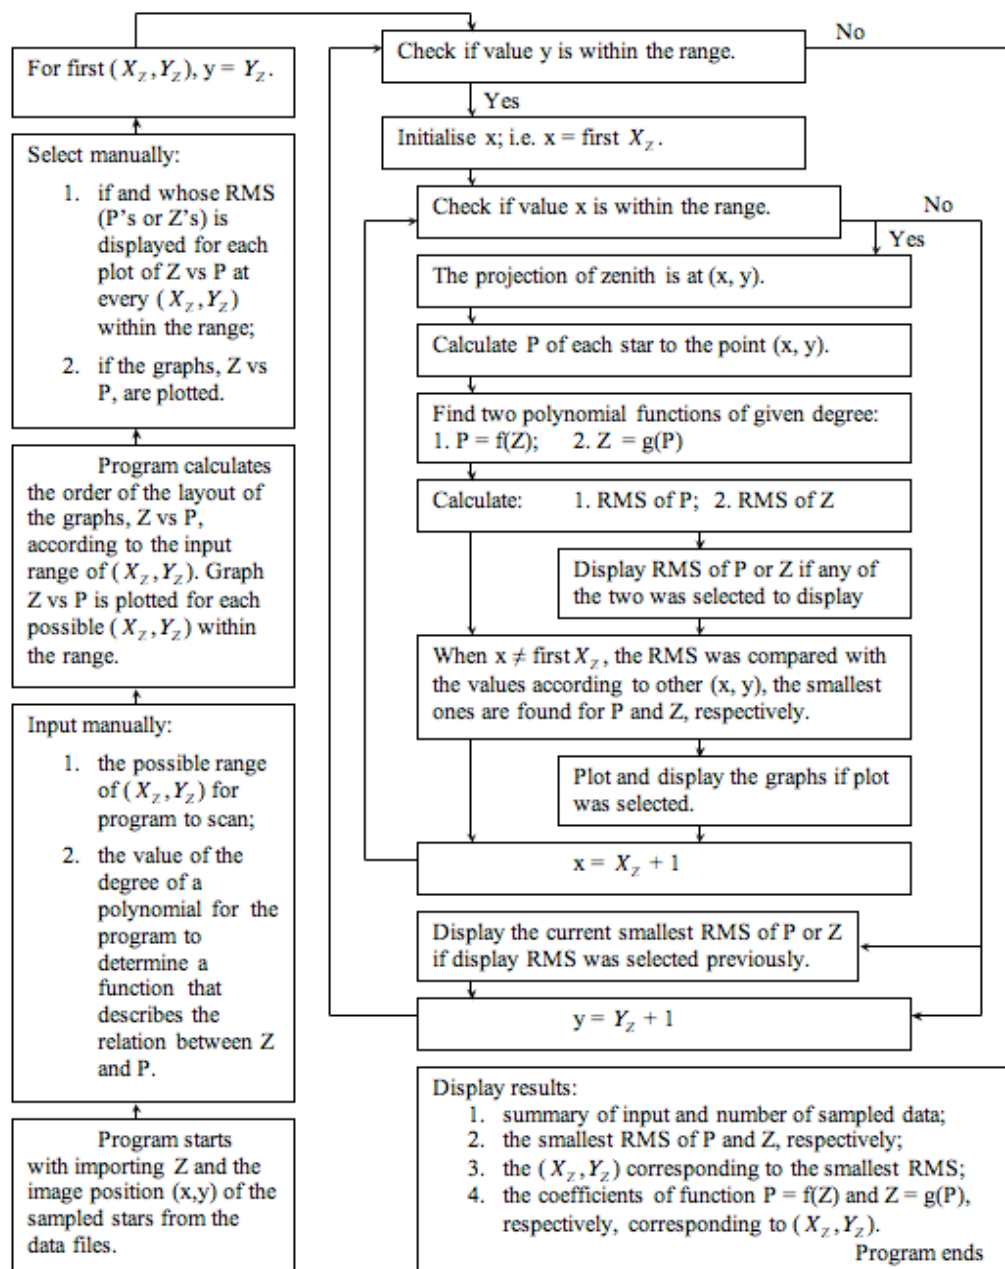 For first (X_Z, Y_Z), y = Y_Z.
Select manually:
1. if and whose RMS
(P's or Z's) is
displayed for each
plot of Z vs P at
every (X_Z, Y_Z)
within the range;
2. if the graphs, Z vs
P, are plotted.
Program calculates
the order of the layout of
the graphs, Z vs P,
according to the input
range of (X_Z, Y_Z). Graph
Z vs P is plotted for each
possible (X_Z, Y_Z) within
the range.
Input manually:
1. the possible range
of (X_Z, Y_Z) for
program to scan;
2. the value of the
degree of a
polynomial for the
program to
determine a
function that
describes the
relation between Z
and P.
Program starts
with importing Z and the
image position (x,y) of the
sampled stars from the
data files.
Check if value y is within the range.
No
Yes
Initialise x; i.e. x = first X_Z.
Check if value x is within the range.
No
Yes
The projection of zenith is at (x, y).
Calculate P of each star to the point (x, y).
Find two polynomial functions of given degree:
1. P = f(Z); 2. Z = g(P)
Calculate: 1. RMS of P; 2. RMS of Z
Display RMS of P or Z if any of
the two was selected to display
When x ≠ first X_Z, the RMS was compared with
the values according to other (x, y), the smallest
ones are found for P and Z, respectively.
Plot and display the graphs if plot
was selected.
x = X_Z + 1
Display the current smallest RMS of P or Z
if display RMS was selected previously.
y = Y_Z + 1
Display results:
1. summary of input and number of sampled data;
2. the smallest RMS of P and Z, respectively;
3. the (X_Z, Y_Z) corresponding to the smallest RMS;
4. the coefficients of function P = f(Z) and Z = g(P),
respectively, corresponding to (X_Z, Y_Z).
Program ends